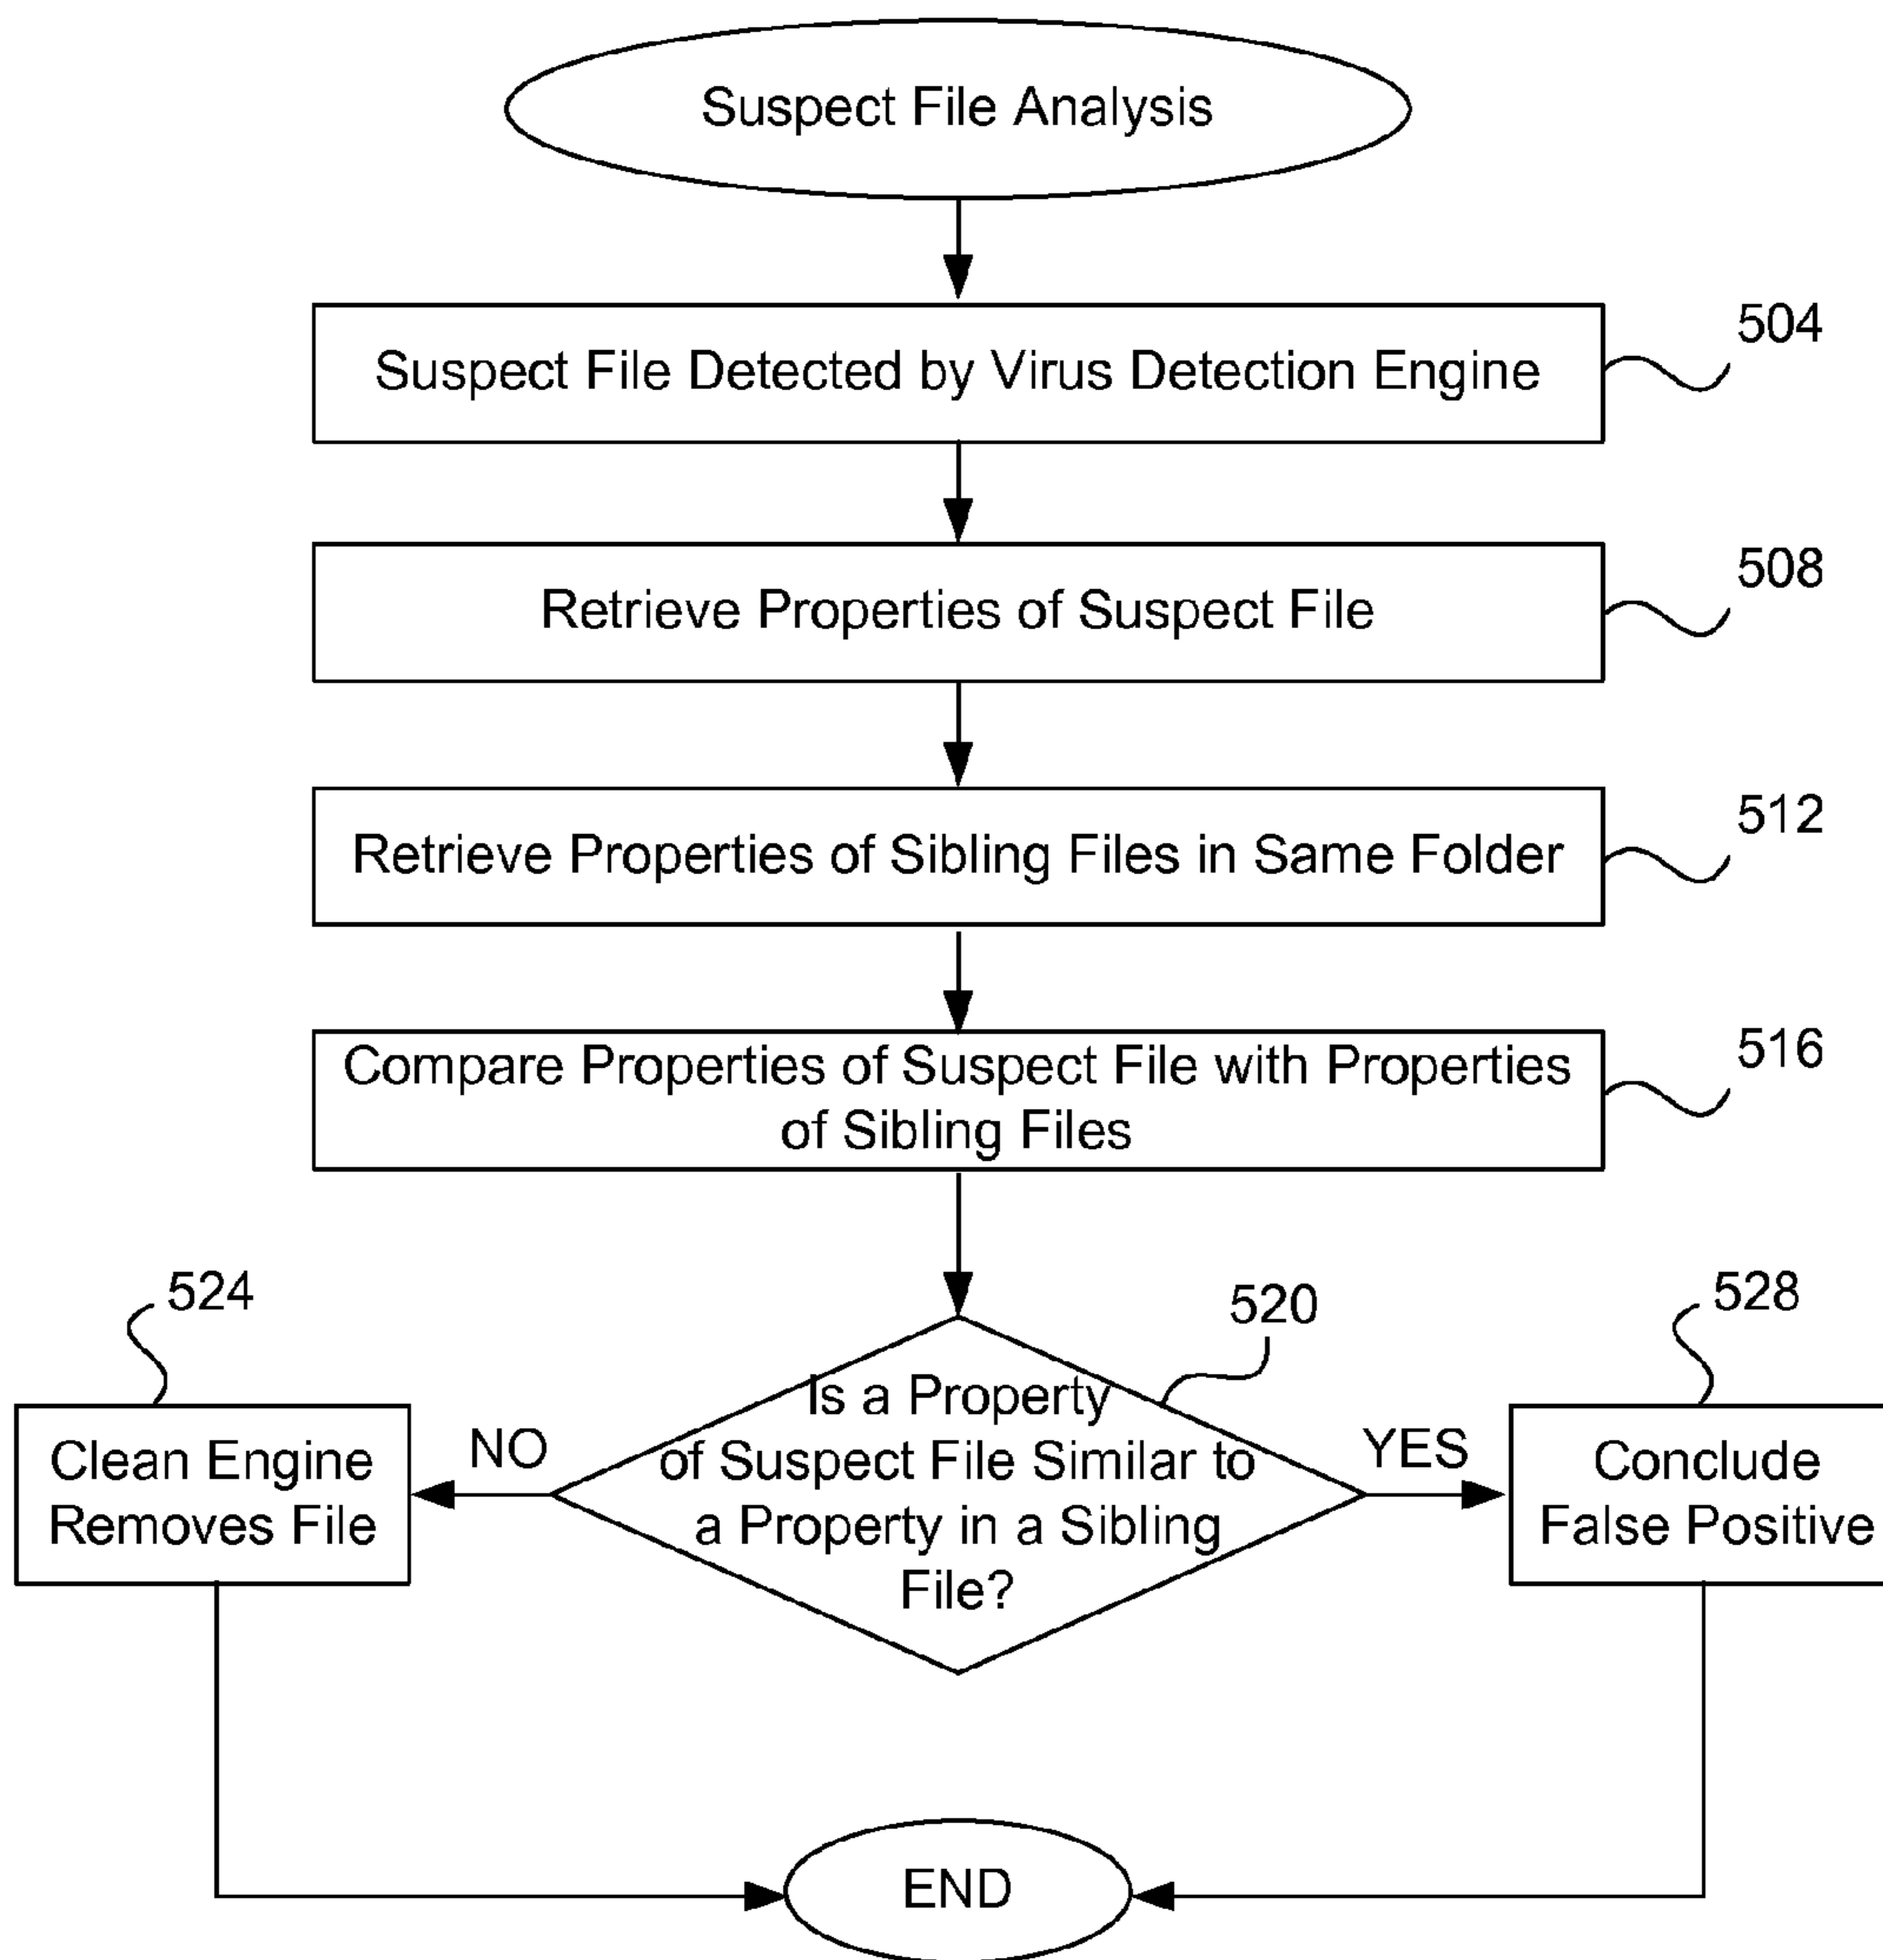 Suspect File Analysis
Suspect File Detected by Virus Detection Engine
504
Retrieve Properties of Suspect File
508
Retrieve Properties of Sibling Files in Same Folder
512
Compare Properties of Suspect File with Properties
of Sibling Files
516
524
520
528
Clean Engine
Removes File
NO
Is a Property
of Suspect File Similar to
a Property in a Sibling
File?
YES
Conclude
False Positive
END